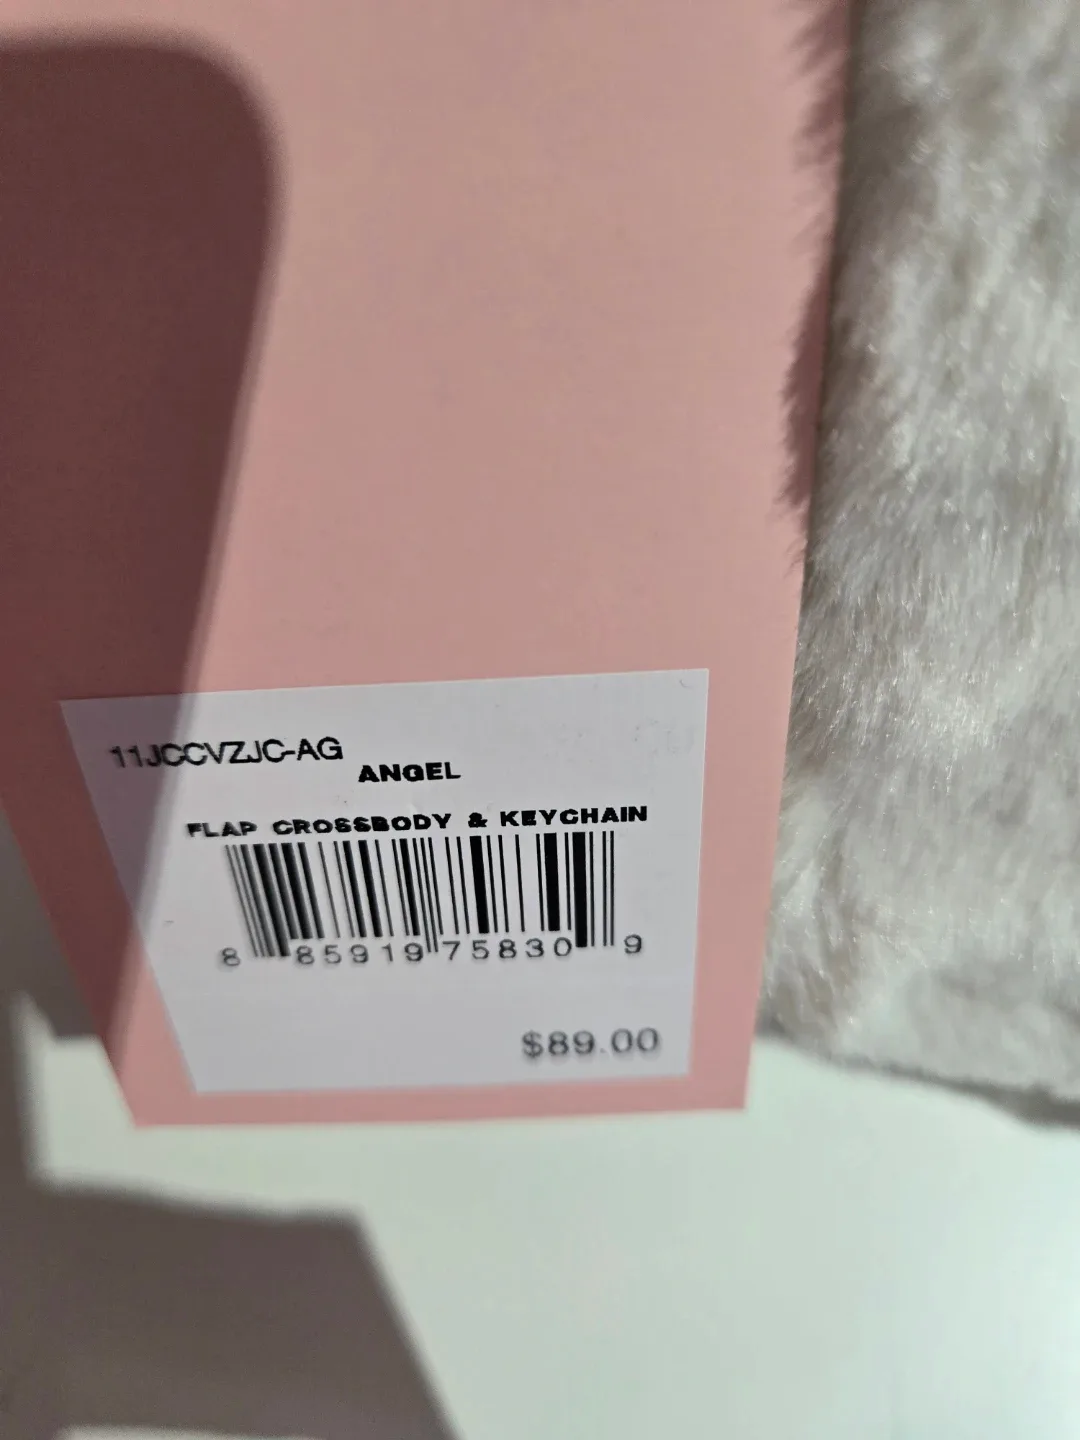 11JCCVZJC-AG
ANGEL
FLAP CROSSBODY & KEYCHAIN
8 85919 75830 9
$89.00